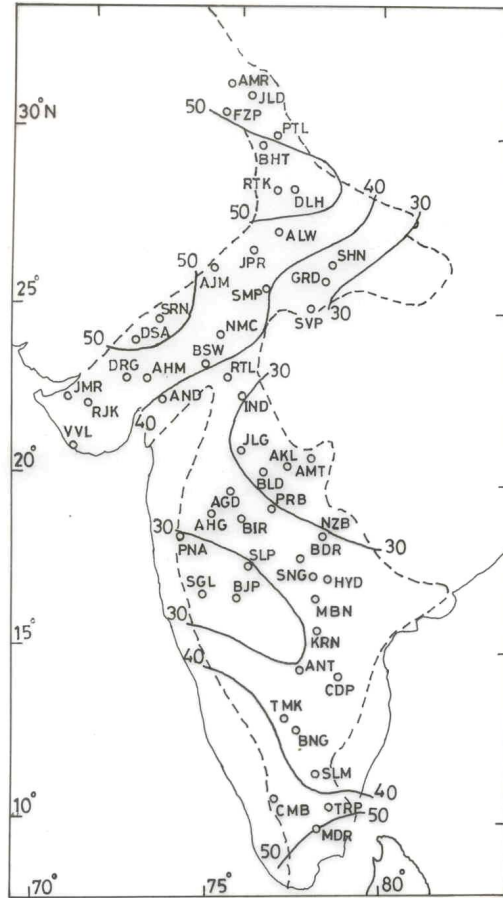 AMR
JLD
50
FZP
30°N
PTL
BHT
RTK
DLH
40
30
50
ALW
50
JPR
SHN
AJM
GRD
25°
SMP
SRN
SVP
30
50
DSA
NMC
BSW
DRG
AHM
RTL
30
JMR
AND
IND
RJK
40
VVL
JLG
AKL
20°
AMT
BLD
AGD
PRB
AHG
BIR
NZB
30
PNA
BDR
30
SLP
SNG
HYD
SGL
BJP
MBN
30
KRN
15°
40
ANT
CDP
TMK
BNG
SLM
40
10°
CMB
TRP
50
MDR
50
70°
75°
80°